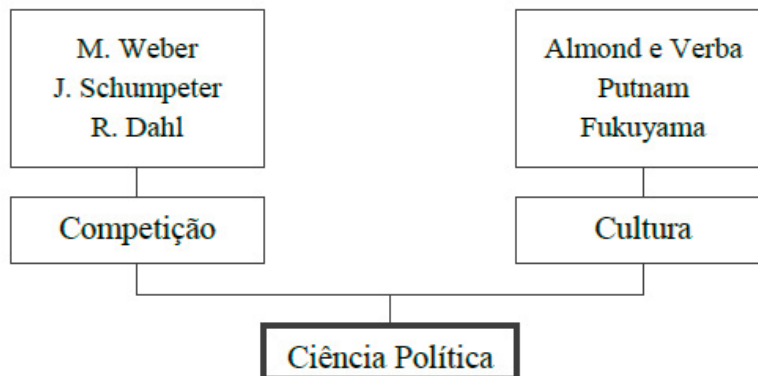 M. Weber
J. Schumpeter
R. Dahl
Almond e Verba
Putnam
Fukuyama
Competição
Cultura
Ciência Política